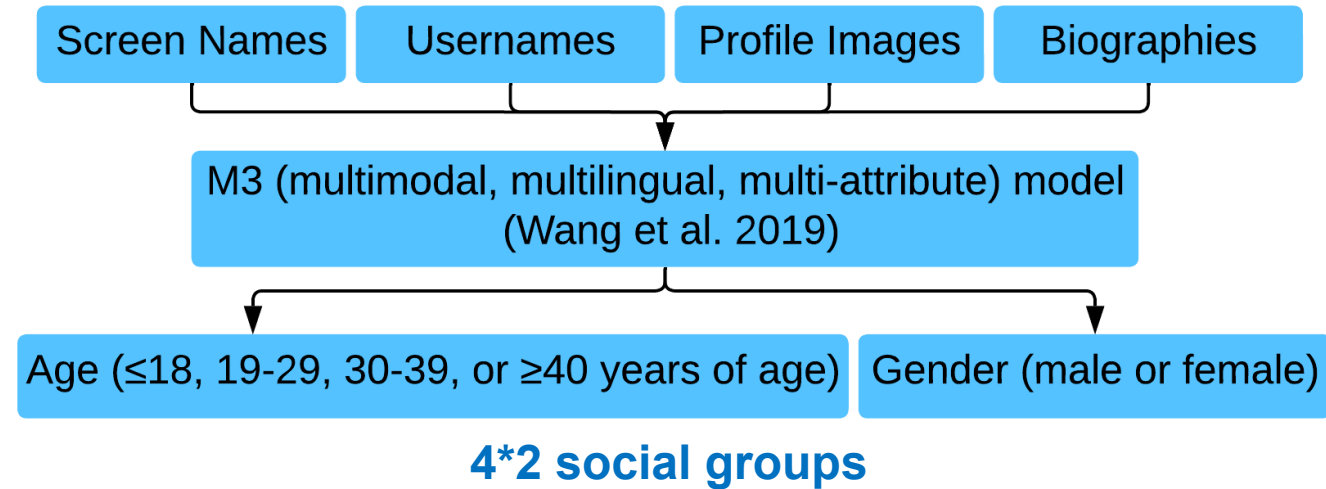 Screen Names
Usernames
Profile Images
Biographies
M3 (multimodal, multilingual, multi-attribute) model
(Wang et al. 2019)
Age (≤18, 19-29, 30-39, or ≥40 years of age)
Gender (male or female)
4*2 social groups